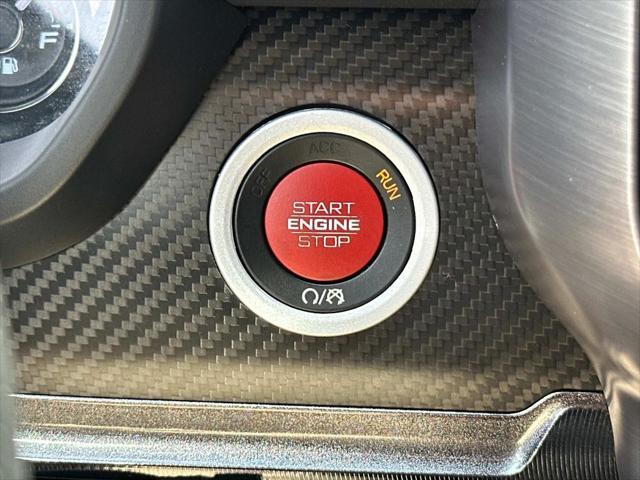 F
OFF
ACC
RUN
START
ENGINE
STOP